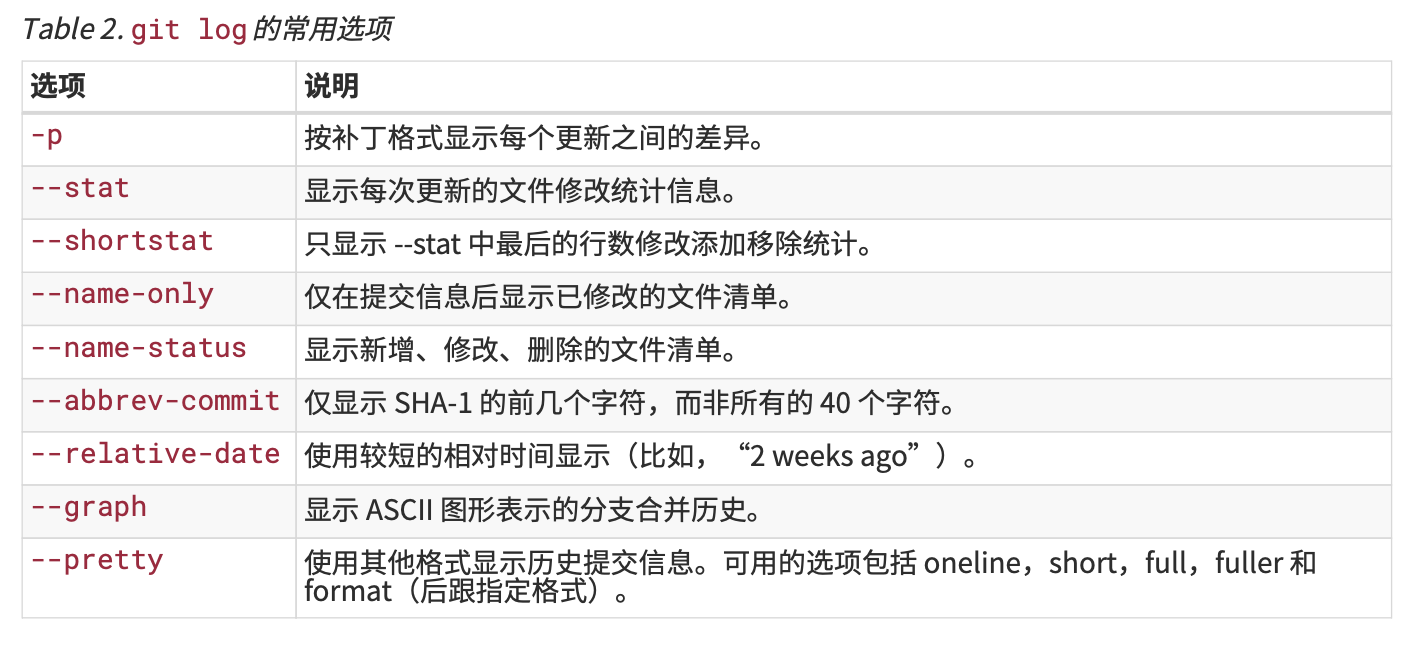 Table 2. git log 的常用选项
选项 说明
-p 按补丁格式显示每个更新之间的差异。
--stat 显示每次更新的文件修改统计信息。
--shortstat 只显示 --stat 中最后的行数修改添加移除统计。
--name-only 仅在提交信息后显示已修改的文件清单。
--name-status 显示新增、修改、删除的文件清单。
--abbrev-commit 仅显示 SHA-1 的前几个字符，而非所有的 40 个字符。
--relative-date 使用较短的相对时间显示（比如，“2 weeks ago”）。
--graph 显示 ASCII 图形表示的分支合并历史。
--pretty 使用其他格式显示历史提交信息。可用的选项包括 oneline，short，full，fuller 和
format（后跟指定格式）。